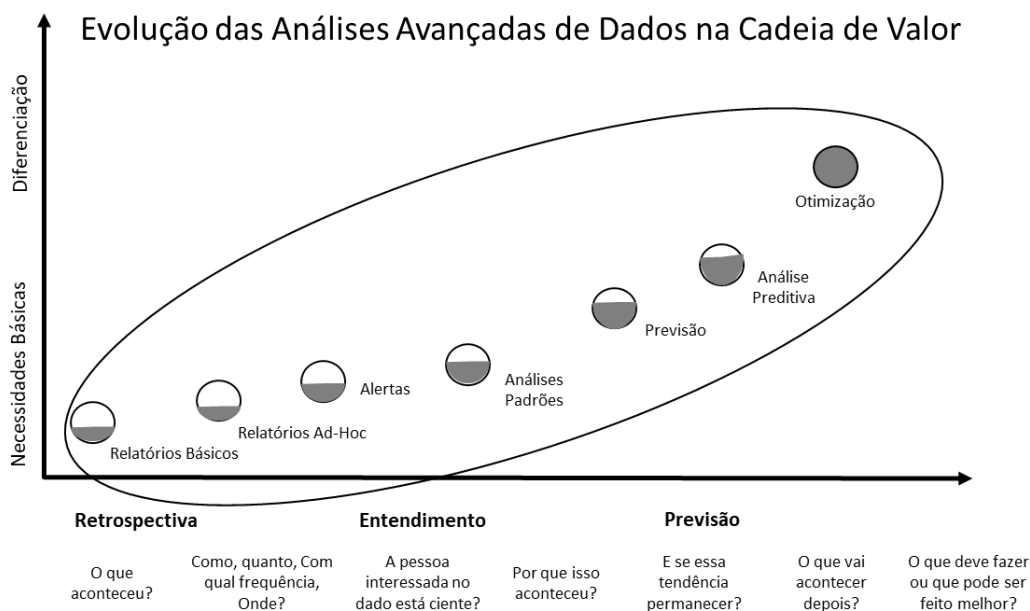 Evolução das Análises Avançadas de Dados na Cadeia de Valor
Diferenciação
Necessidades Básicas
Otimização
Análise
Preditiva
Previsão
Análises
Padrões
Alertas
Relatórios Ad-Hoc
Relatórios Básicos
Retrospectiva
Entendimento
Previsão
O que
aconteceu?
Como, quanto, Com
qual frequência,
Onde?
A pessoa
interessada no
dado está ciente?
Por que isso
aconteceu?
E se essa
tendência
permanecer?
O que vai
acontecer
depois?
O que deve fazer
ou que pode ser
feito melhor?